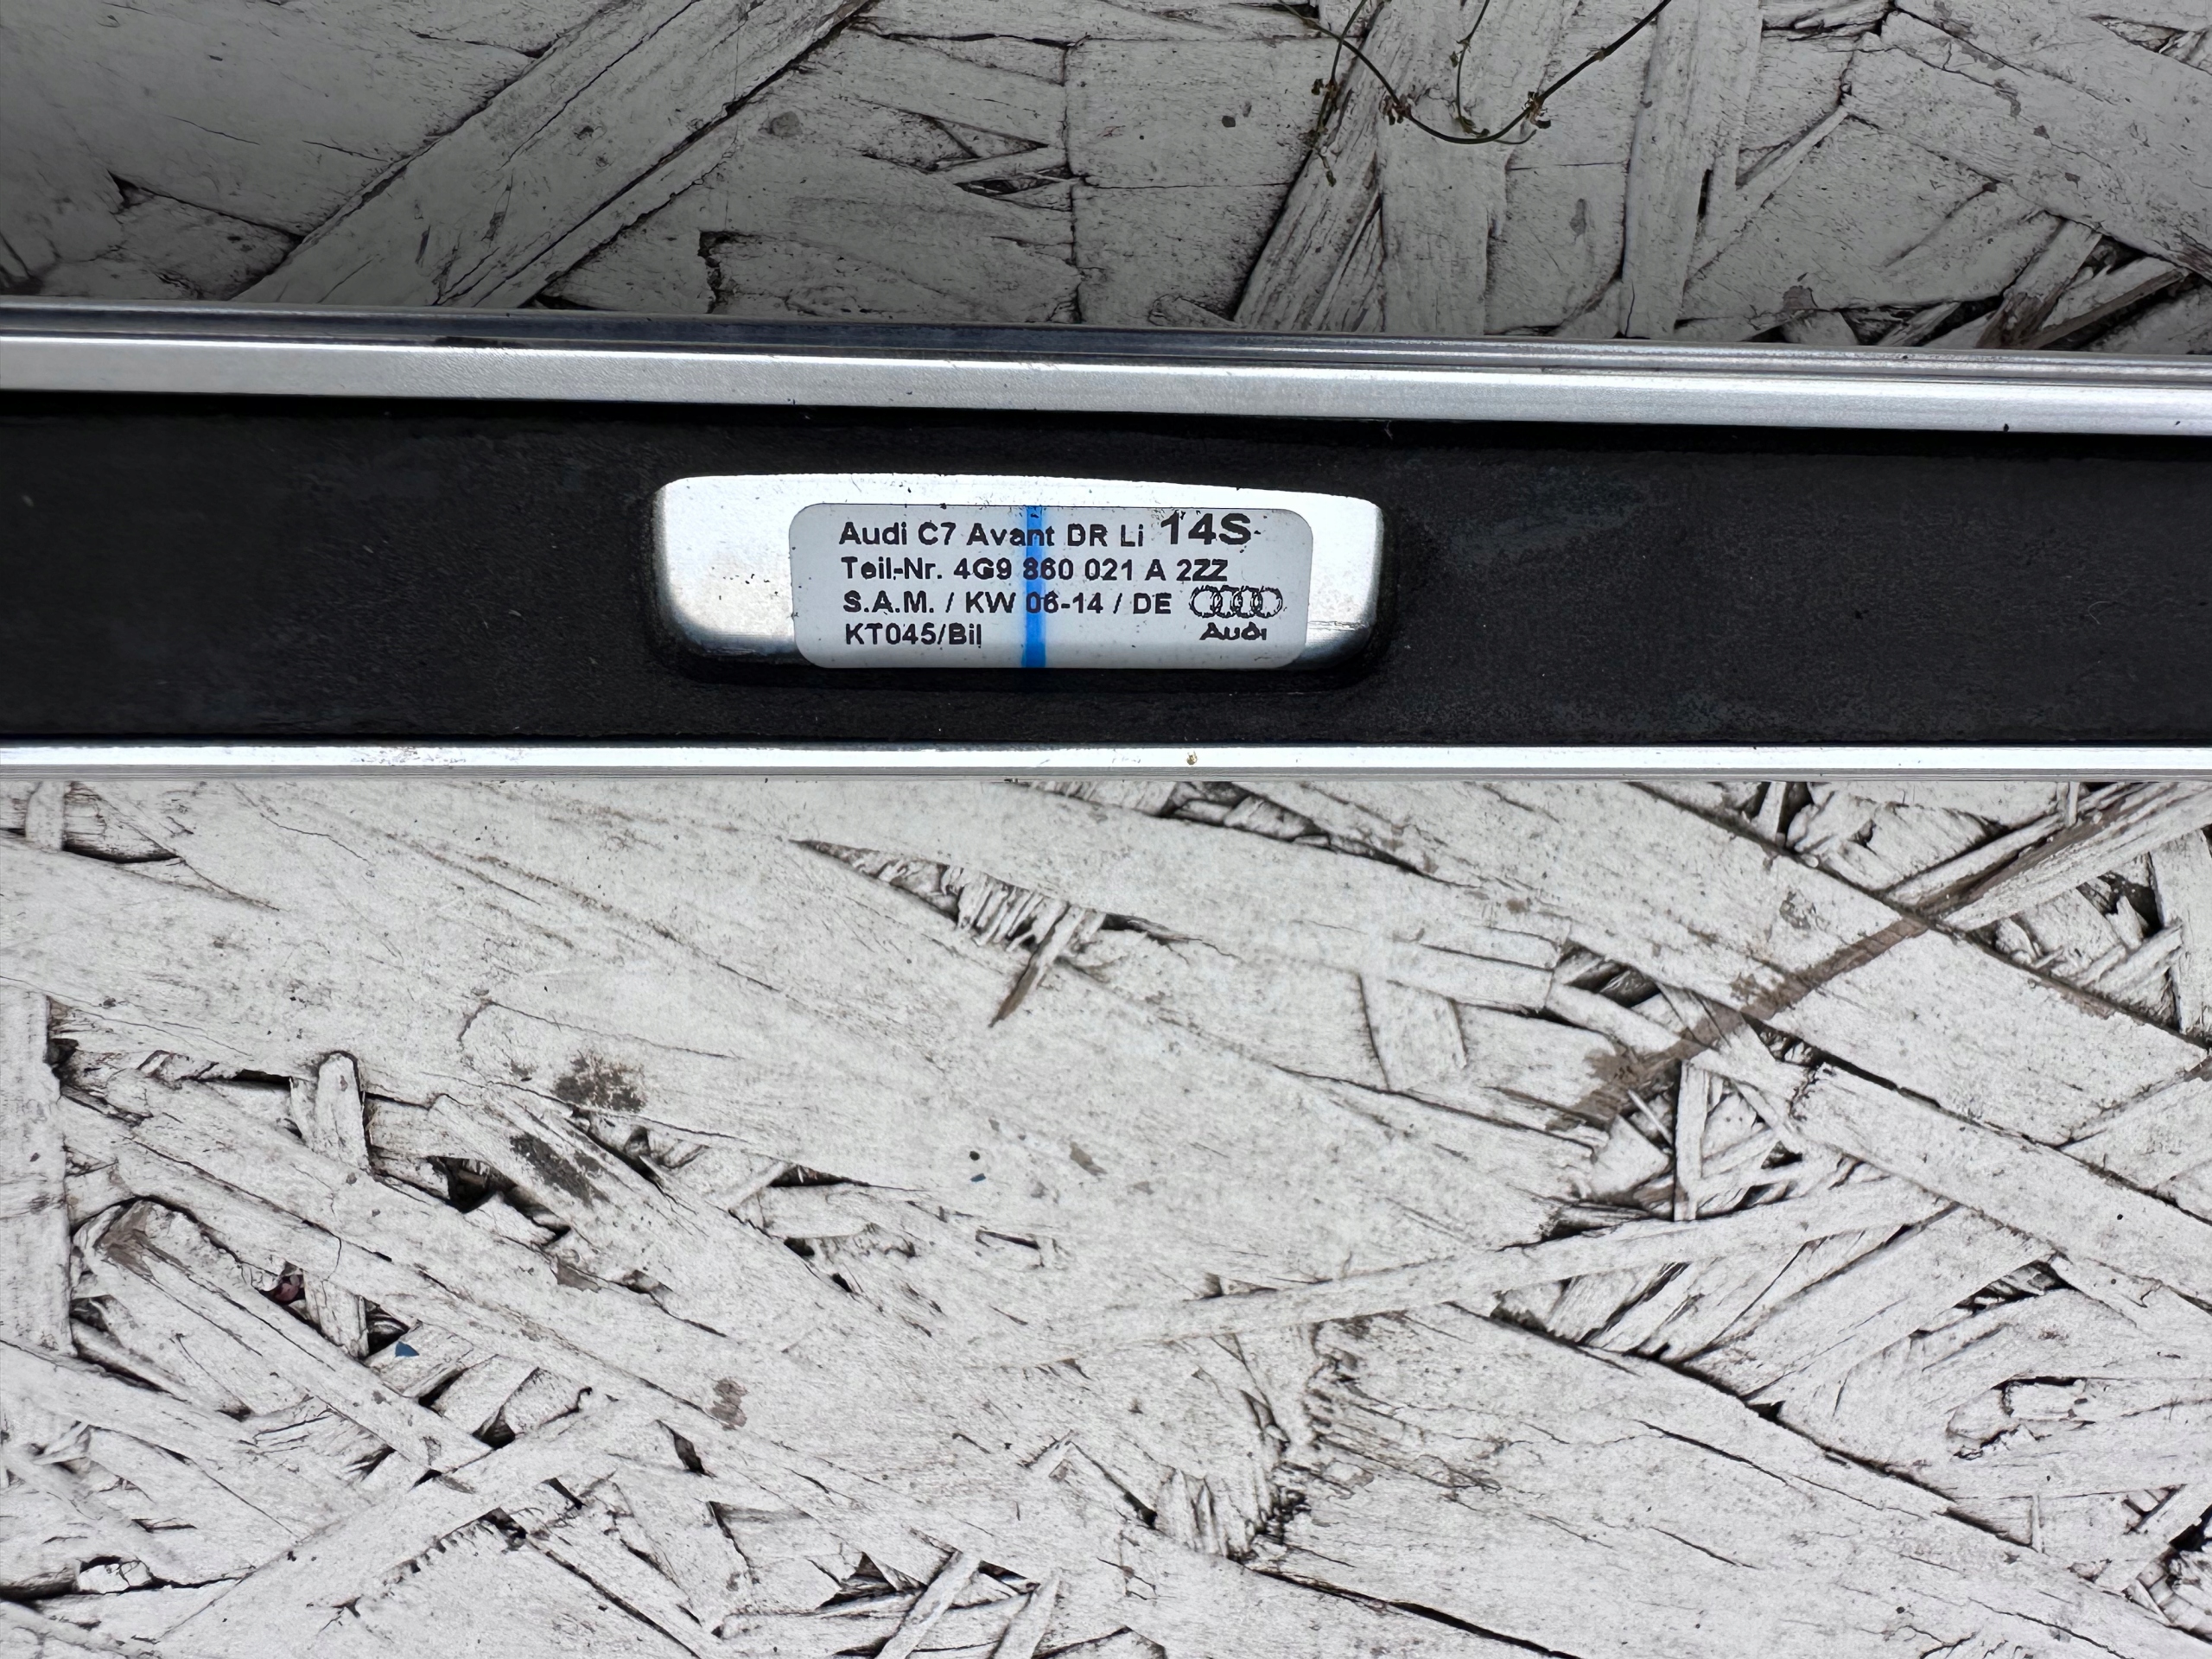 Audi C7 Avant DR Li 14S
Teil-Nr. 4G9 860 021 A 2ZZ
S.A.M. / KW 06-14 / DE
KT045/Bil
Audi